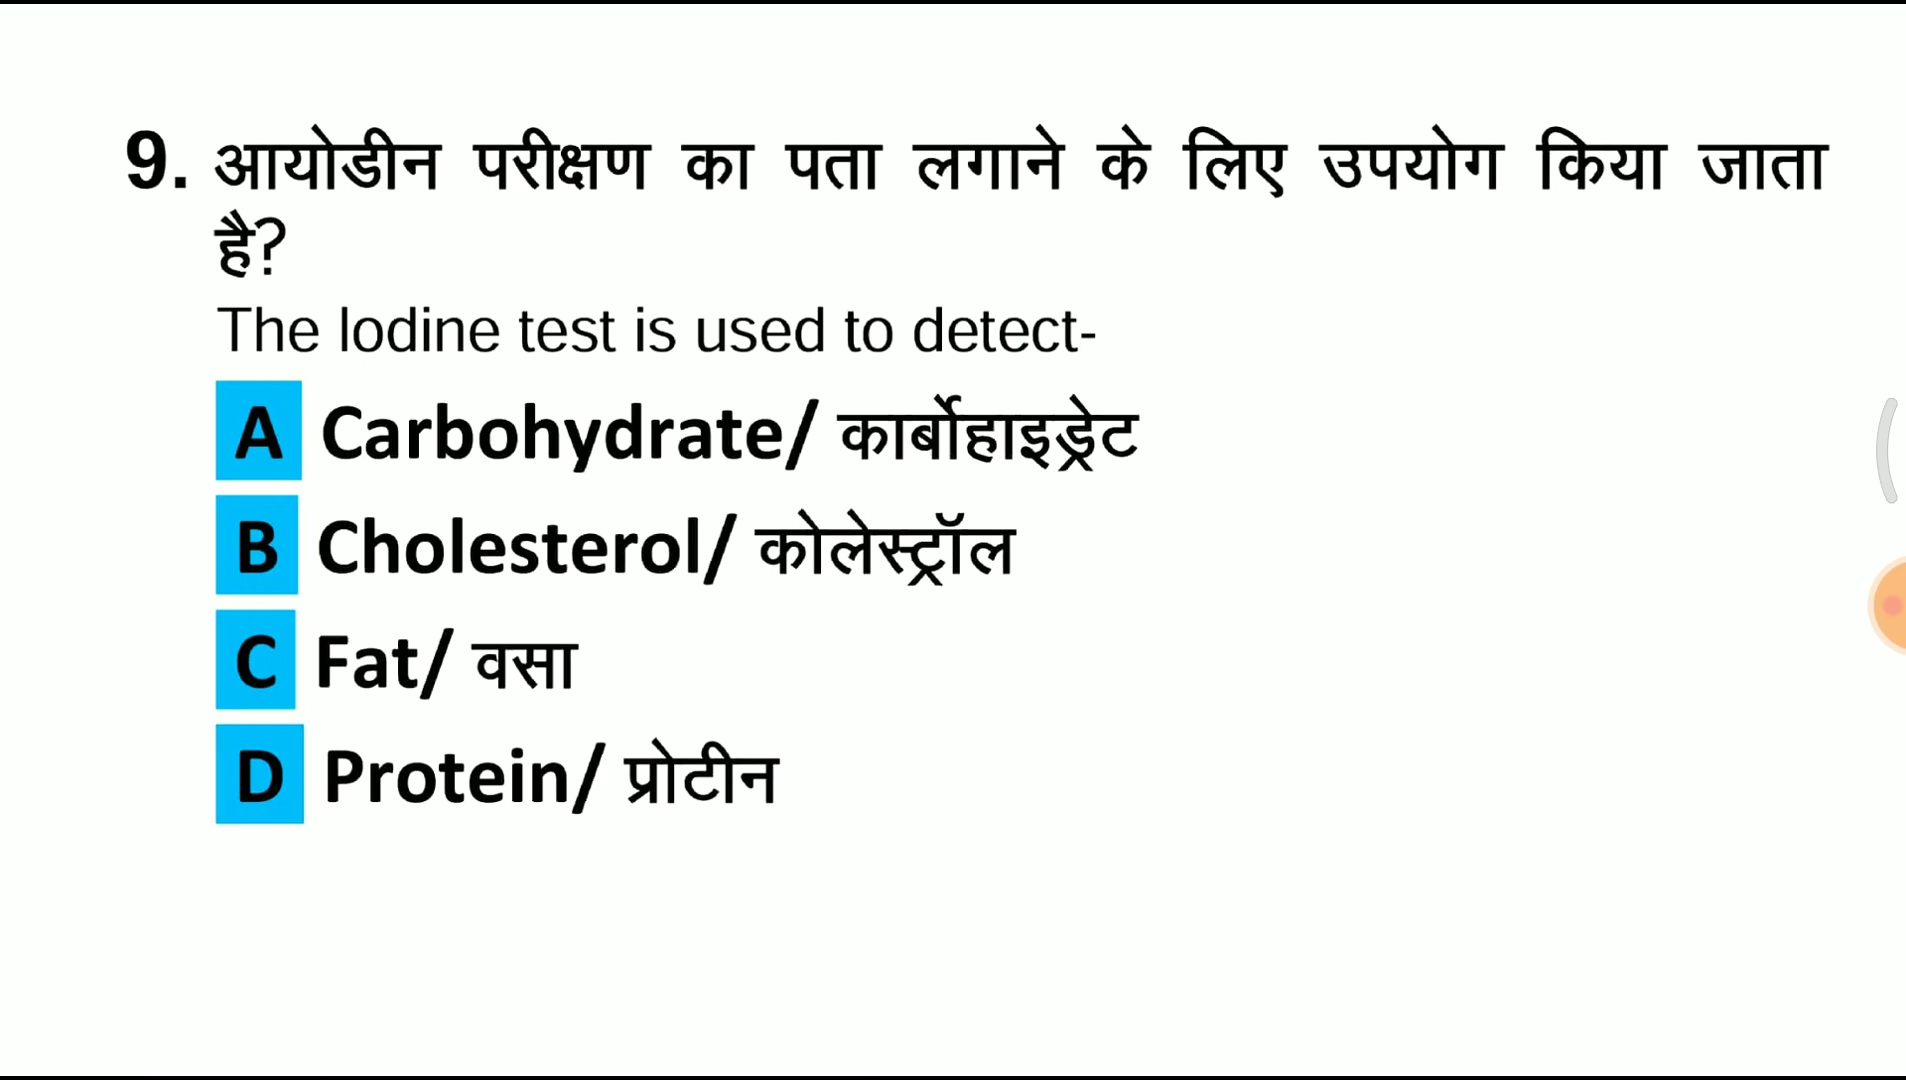 9. आयोडीन परीक्षण का पता लगाने के लिए उपयोग किया जाता
है?
The Iodine test is used to detect-
A Carbohydrate/ कार्बोहाइड्रेट
B Cholesterol/ कोलेस्ट्रॉल
C Fat/ वसा
D Protein/ प्रोटीन